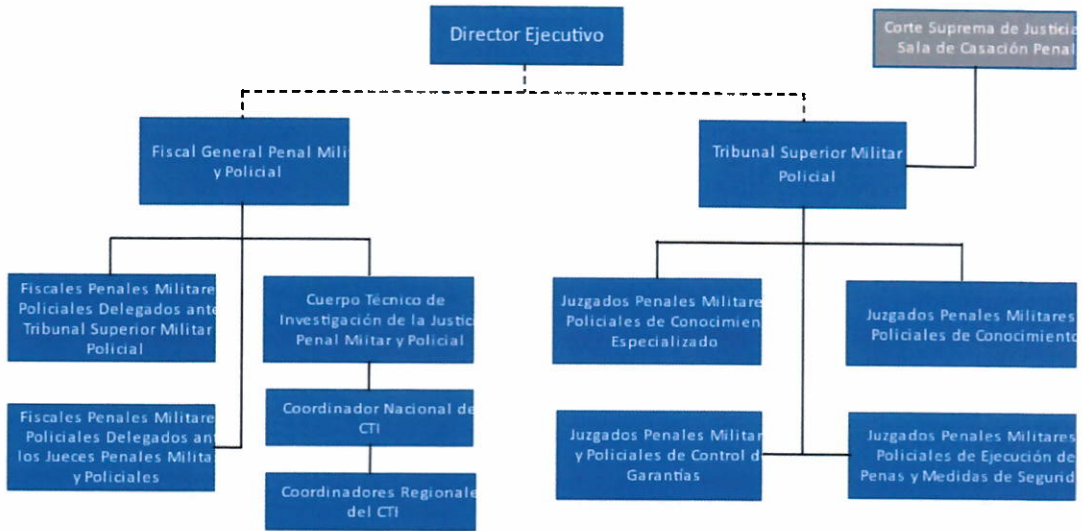 Director Ejecutivo
Corte Suprema de Justicia
Sala de Casación Penal
Fiscal General Penal Mili
y Policial
Tribunal Superior Militar
Policial
Fiscales Penales Militare
Policiales Delegados ante
Tribunal Superior Militar
Policial
Cuerpo Técnico de
Investigación de la Justici
Penal Miltar y Policial
Juzgados Penales Militare
Policiales de Conocimien
Especializado
Juzgados Penales Militares
Policiales de Conocimiento
Fiscales Penales Militare
Policiales Delegados ant
los Jueces Penales Milita
y Policiales
Coordinador Nacional de
CTI
Coordinadores Regionale
del CTI
Juzgados Penales Militar
y Policiales de Control d
Garantías
Juzgados Penales Militares
Policiales de Ejecución de
Penas y Medidas de Segurid